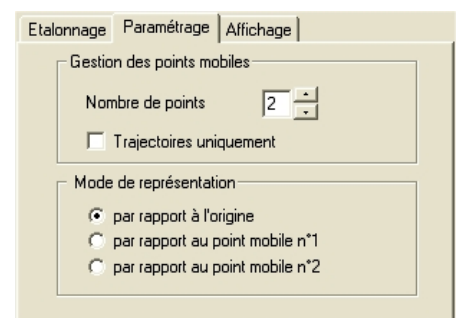 Etalonnage Paramétrage Affichage
Gestion des points mobiles
Nombre de points 2
Trajectoires uniquement
Mode de représentation
par rapport à l'origine
par rapport au point mobile n°1
par rapport au point mobile n°2